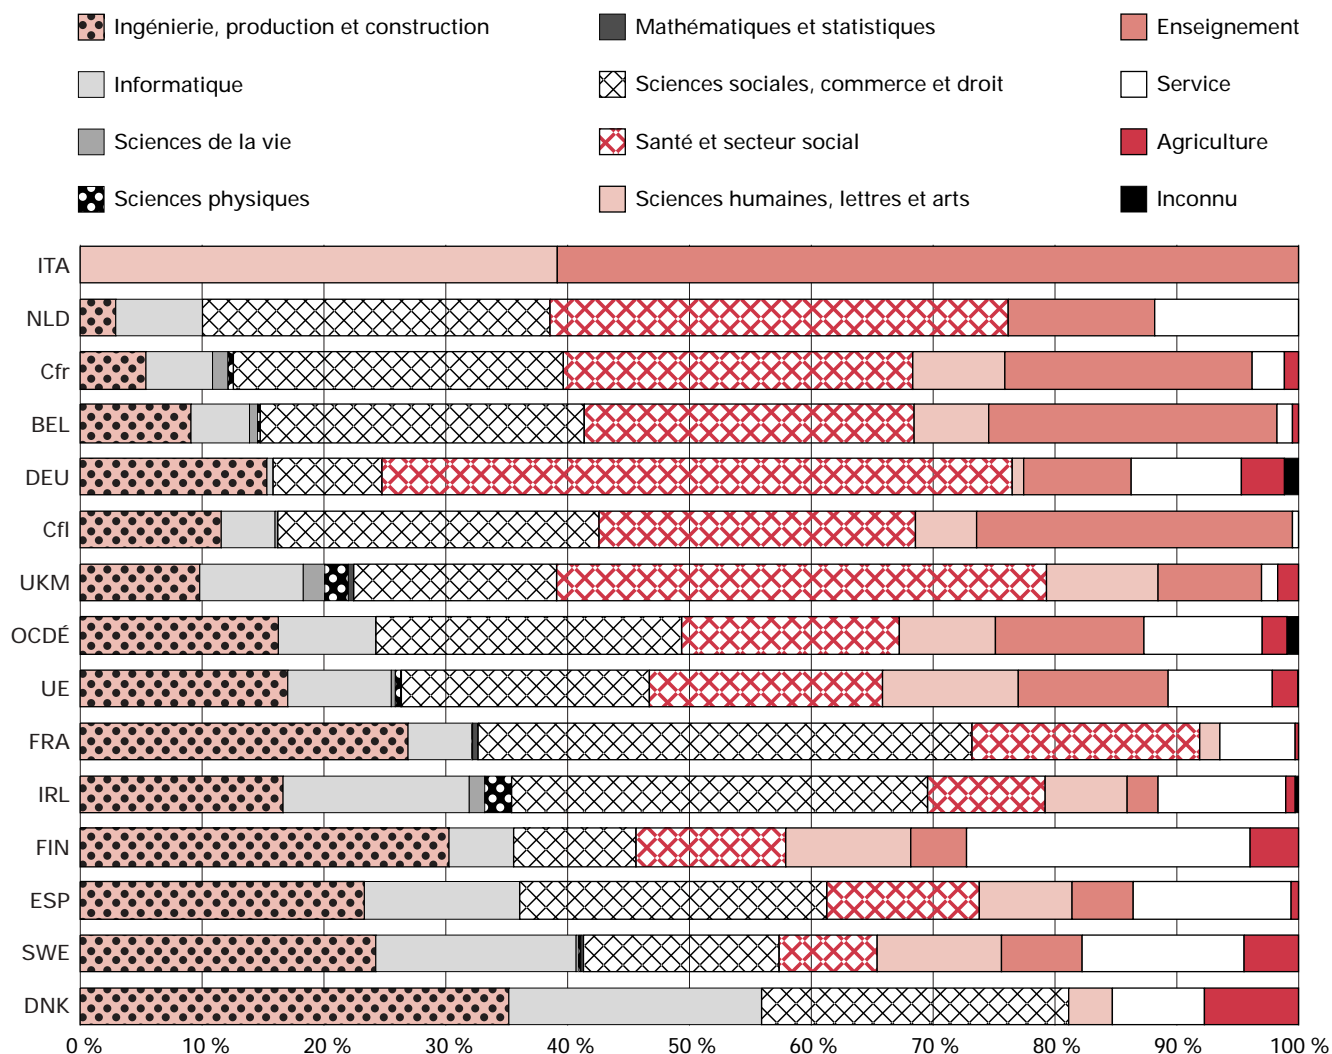 Ingénierie, production et construction
Mathématiques et statistiques
Enseignement
Informatique
Sciences sociales, commerce et droit
Service
Sciences de la vie
Santé et secteur social
Agriculture
Sciences physiques
Sciences humaines, lettres et arts
Inconnu
ITA
NLD
Cfr
BEL
DEU
Cfl
UKM
OCDÉ
UE
FRA
IRL
FIN
ESP
SWE
DNK
0 % 10 % 20 % 30 % 40 % 50 % 60 % 70 % 80 % 90 % 100 %